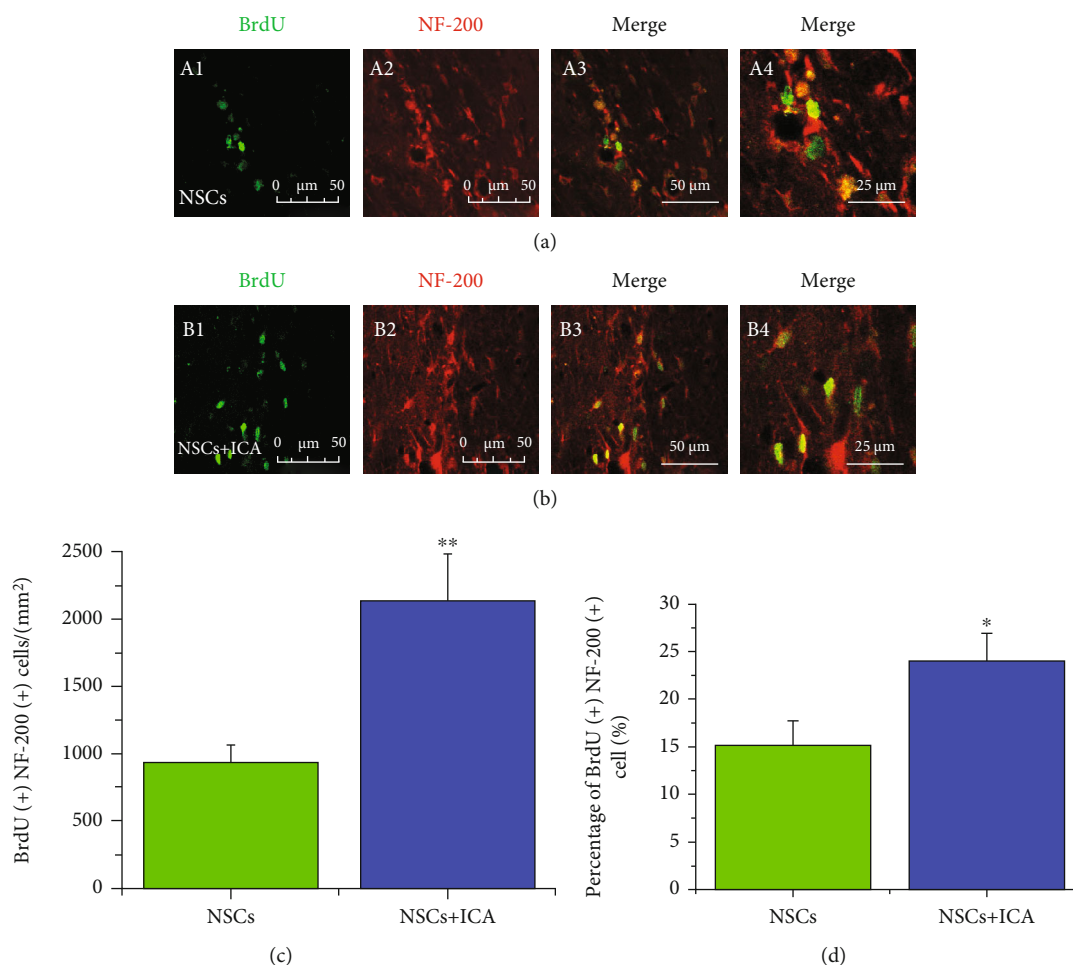 BrdU NF-200 Merge Merge
A1 A2 A3 A4
NSCs 0 μm 50 0 μm 50 50 μm 25 μm
(a)
BrdU NF-200 Merge Merge
B1 B2 B3 B4
NSCs+ICA 0 μm 50 0 μm 50 50 μm 25 μm
(b)
BrdU (+) NF-200 (+) cells/(mm²)
2500
2000
1500
1000
500
0
**
NSCs NSCs+ICA
(c)
Percentage of BrdU (+) NF-200 (+)
cell (%)
30
25
20
15
10
5
0
*
NSCs NSCs+ICA
(d)